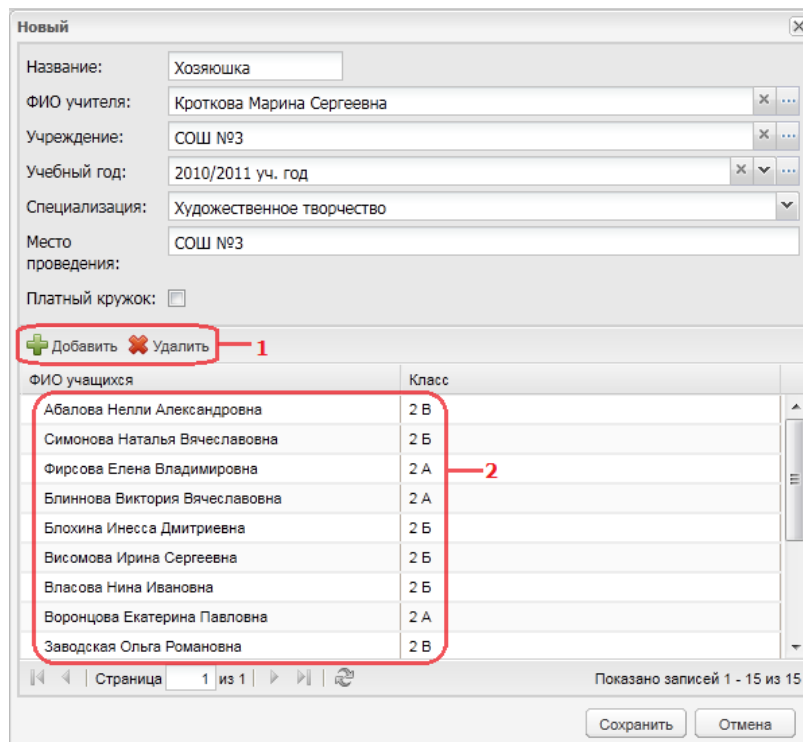 Новый
Название: Хозяюшка
ФИО учителя: Кроткова Марина Сергеевна
Учреждение: СОШ №3
Учебный год: 2010/2011 уч. год
Специализация: Художественное творчество
Место СОШ №3
проведения:
Платный кружок:
Добавить Удалить 1
ФИО учащихся Класс
Абалова Нелли Александровна 2 В
Симонова Наталья Вячеславовна 2 Б
Фирсова Елена Владимировна 2 А
2
Блиннова Виктория Вячеславовна 2 А
Блохина Инесса Дмитриевна 2 Б
Висомова Ирина Сергеевна 2 Б
Власова Нина Ивановна 2 Б
Воронцова Екатерина Павловна 2 А
Заводская Ольга Романовна 2 В
Страница 1 из 1 Показано записей 1 - 15 из 15
Сохранить Отмена